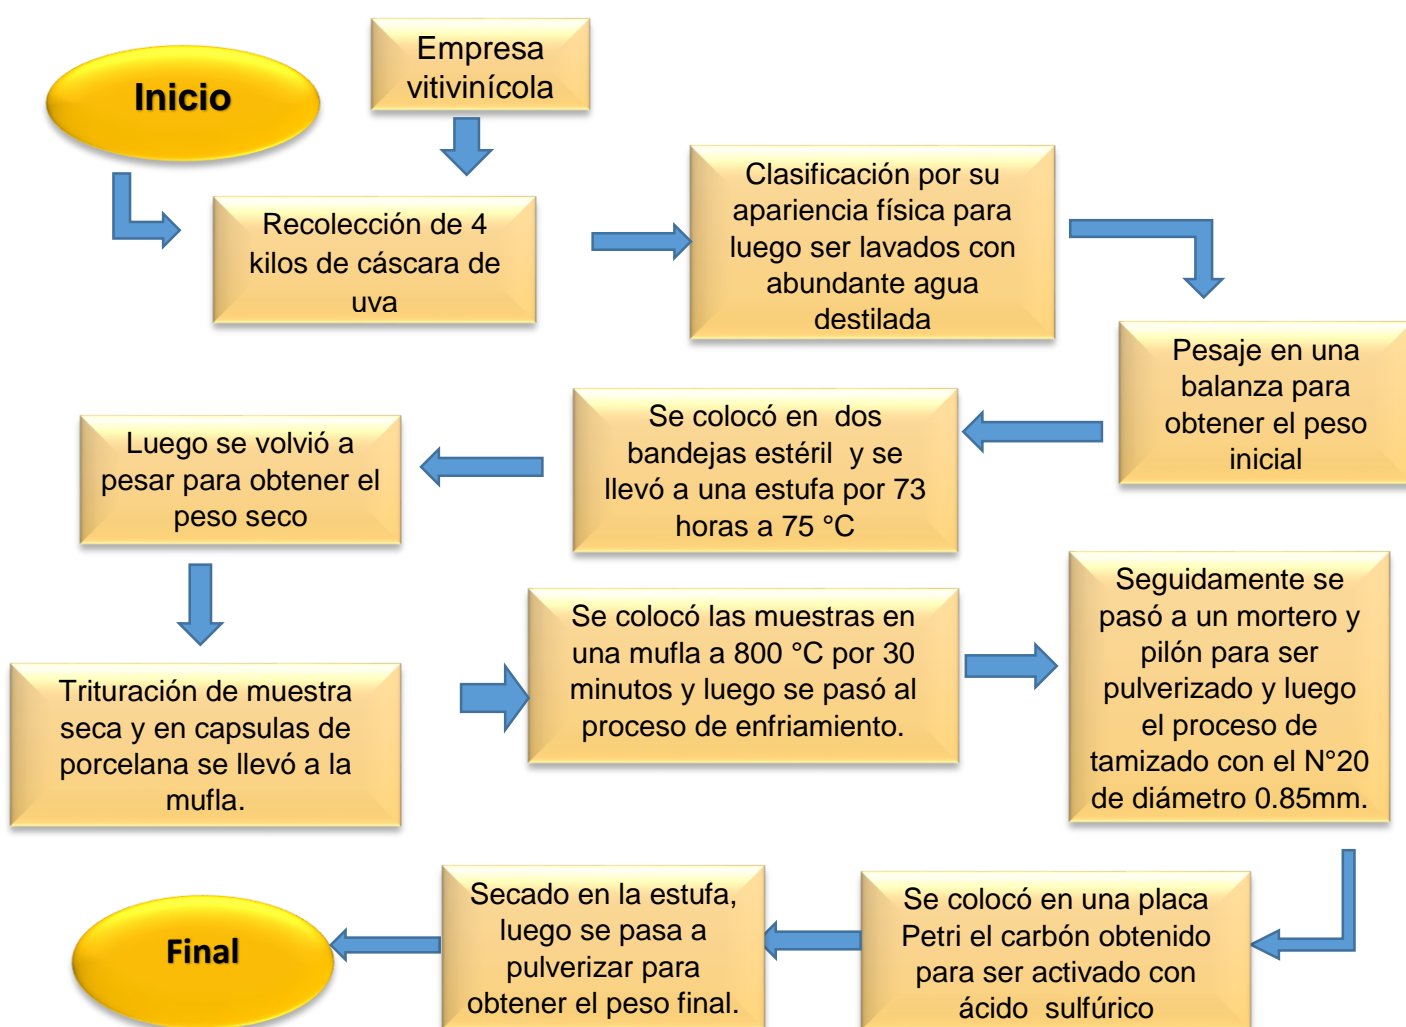 Inicio
Empresa
vitivinícola
Recolección de 4
kilos de cáscara de
uva
Clasificación por su
apariencia física para
luego ser lavados con
abundante agua
destilada
Pesaje en una
balanza para
obtener el peso
inicial
Se colocó en dos
bandejas estéril y se
llevó a una estufa por 73
horas a 75 °C
Luego se volvió a
pesar para obtener el
peso seco
Trituración de muestra
seca y en capsulas de
porcelana se llevó a la
mufla.
Se colocó las muestras en
una mufla a 800 °C por 30
minutos y luego se pasó al
proceso de enfriamiento.
Seguidamente se
pasó a un mortero y
pilón para ser
pulverizado y luego
el proceso de
tamizado con el N°20
de diámetro 0.85mm.
Se colocó en una placa
Petri el carbón obtenido
para ser activado con
ácido sulfúrico
Secado en la estufa,
luego se pasa a
pulverizar para
obtener el peso final.
Final